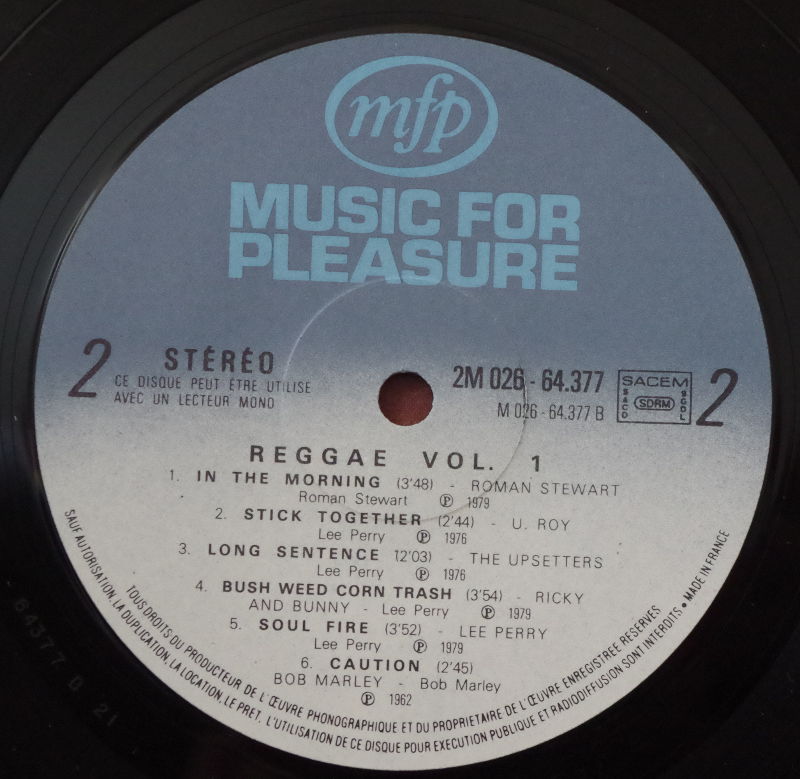 mfp
MUSIC FOR
PLEASURE
2 STÉRÉO
CE DISQUE PEUT ÊTRE UTILISE
AVEC UN LECTEUR MONO
2M 026 - 64.377
M 026 - 64.377 B
SACEM
SACD SDRM SGDL
2
REGGAE VOL. 1
1. IN THE MORNING (3'48) - ROMAN STEWART
Roman Stewart ℗ 1979
2. STICK TOGETHER (2'44) - U. ROY
Lee Perry ℗ 1976
3. LONG SENTENCE 12'03) - THE UPSETTERS
Lee Perry ℗ 1976
4. BUSH WEED CORN TRASH (3'54) - RICKY
AND BUNNY - Lee Perry ℗ 1979
5. SOUL FIRE (3'52) - LEE PERRY
Lee Perry ℗ 1979
6. CAUTION (2'45)
BOB MARLEY - Bob Marley
℗ 1962
TOUS DROITS DU PRODUCTEUR DE L'ŒUVRE PHONOGRAPHIQUE ET DU PROPRIETAIRE DE L'ŒUVRE ENREGISTREE RESERVES
SAUF AUTORISATION, LA DUPLICATION, LA LOCATION, LE PRET, L'UTILISATION DE CE DISQUE POUR EXECUTION PUBLIQUE ET RADIODIFFUSION SONT INTERDITS. • MADE IN FRANCE
64377 B 21